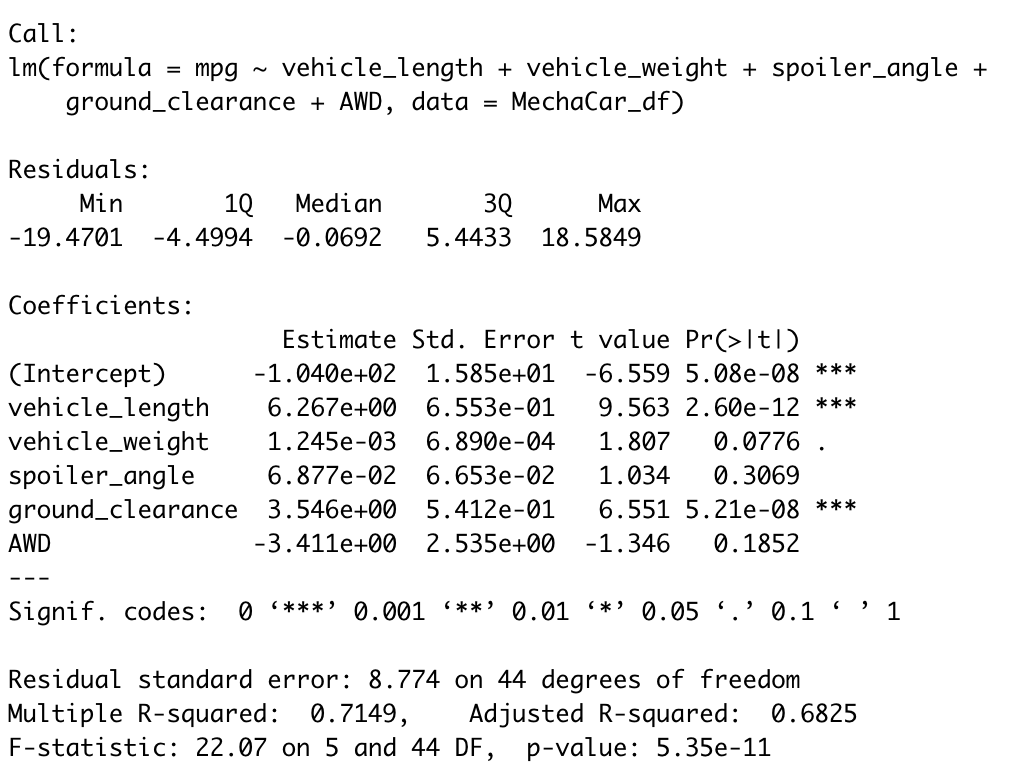 Call:
lm(formula = mpg ~ vehicle_length + vehicle_weight + spoiler_angle +
    ground_clearance + AWD, data = MechaCar_df)

Residuals:
     Min       1Q   Median       3Q      Max
-19.4701  -4.4994  -0.0692   5.4433  18.5849

Coefficients:
                   Estimate Std. Error t value Pr(>|t|)
(Intercept)      -1.040e+02  1.585e+01  -6.559 5.08e-08 ***
vehicle_length    6.267e+00  6.553e-01   9.563 2.60e-12 ***
vehicle_weight    1.245e-03  6.890e-04   1.807   0.0776 .
spoiler_angle     6.877e-02  6.653e-02   1.034   0.3069
ground_clearance  3.546e+00  5.412e-01   6.551 5.21e-08 ***
AWD              -3.411e+00  2.535e+00  -1.346   0.1852
---
Signif. codes:  0 ‘***’ 0.001 ‘**’ 0.01 ‘*’ 0.05 ‘.’ 0.1 ‘ ’ 1

Residual standard error: 8.774 on 44 degrees of freedom
Multiple R-squared:  0.7149,    Adjusted R-squared:  0.6825
F-statistic: 22.07 on 5 and 44 DF,  p-value: 5.35e-11